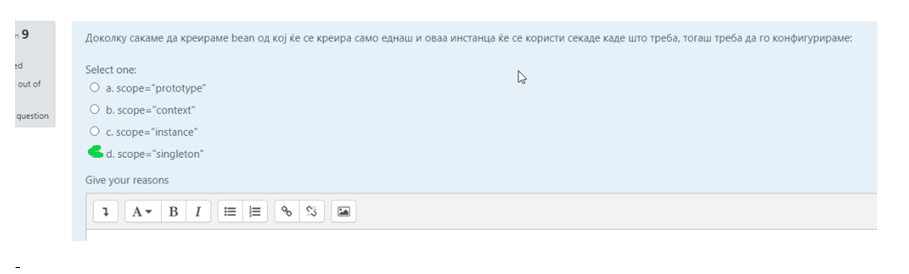 9
Доколку сакаме да креираме bean од кој ќе се креира само еднаш и оваа инстанца ќе се користи секаде каде што треба, тогаш треба да го конфигурираме:
ed
Select one:
out of
a. scope="prototype"
b. scope="context"
question
c. scope="instance"
d. scope="singleton"
Give your reasons
A B I